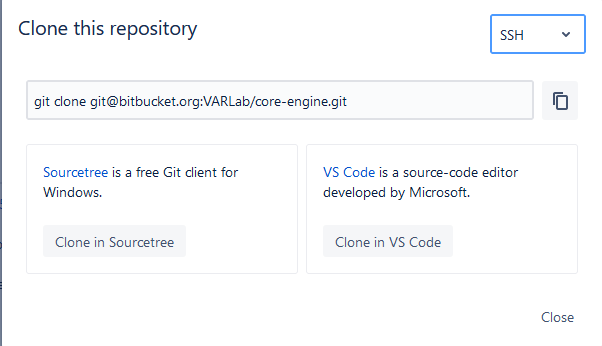 Clone this repository
SSH
git clone git@bitbucket.org:VARLab/core-engine.git
Sourcetree is a free Git client for
Windows.
Clone in Sourcetree
VS Code is a source-code editor
developed by Microsoft.
Clone in VS Code
Close